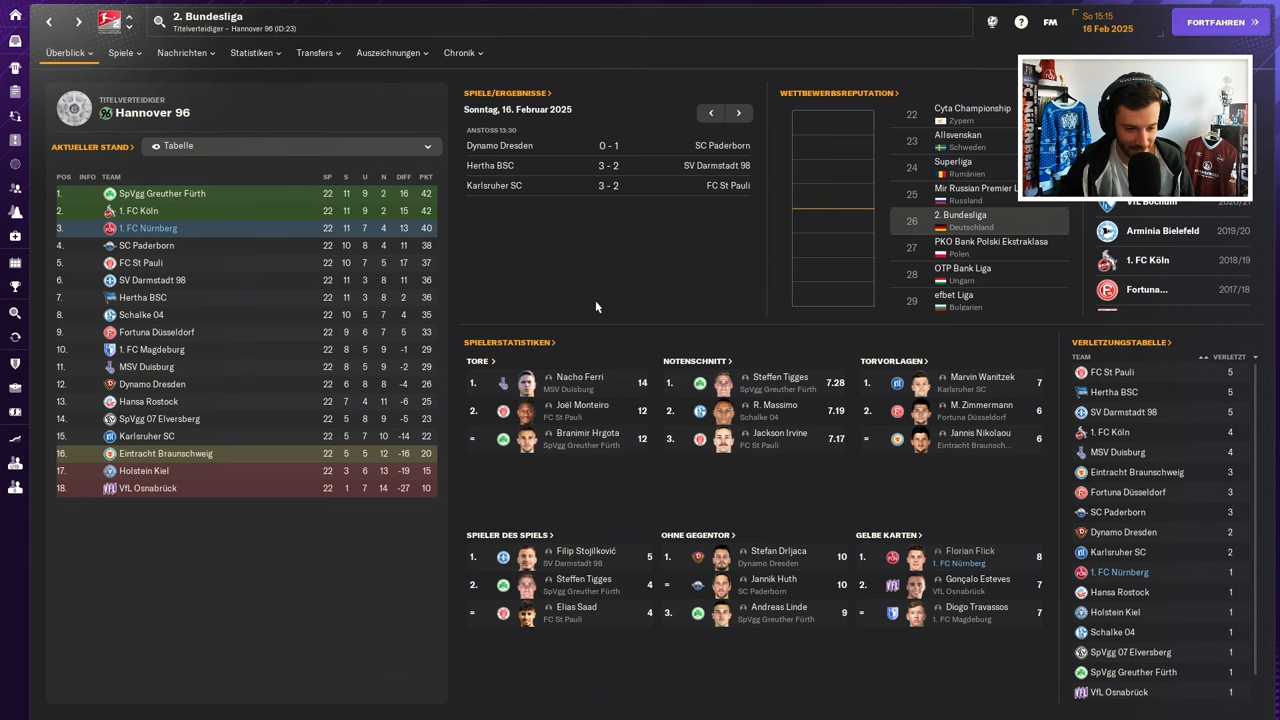 2. Bundesliga
Titelverteidiger – Hannover 96 (ID:23)
? FM
So 15:15
16 Feb 2025
FORTFAHREN
Überblick Spiele Nachrichten Statistiken Transfers Auszeichnungen Chronik
TITELVERTEIDIGER
Hannover 96
AKTUELLER STAND
Tabelle
POS INFO TEAM SP S U N DIFF PKT
1. SpVgg Greuther Fürth 22 11 9 2 16 42
2. 1. FC Köln 22 11 9 2 15 42
3. 1. FC Nürnberg 22 11 7 4 13 40
4. SC Paderborn 22 10 8 4 11 38
5. FC St Pauli 22 10 7 5 17 37
6. SV Darmstadt 98 22 11 3 8 11 36
7. Hertha BSC 22 11 3 8 2 36
8. Schalke 04 22 10 5 7 4 35
9. Fortuna Düsseldorf 22 9 6 7 5 33
10. 1. FC Magdeburg 22 8 5 9 -1 29
11. MSV Duisburg 22 8 5 9 -2 29
12. Dynamo Dresden 22 6 8 8 -4 26
13. Hansa Rostock 22 7 4 11 -6 25
14. SpVg 07 Elversberg 22 5 8 9 -5 23
15. Karlsruher SC 22 5 7 10 -14 22
16. Eintracht Braunschweig 22 5 5 12 -16 20
17. Holstein Kiel 22 3 6 13 -19 15
18. VfL Osnabrück 22 1 7 14 -27 10
SPIELE/ERGEBNISSE
Sonntag, 16. Februar 2025
ANSTOSS 13:30
Dynamo Dresden 0 - 1 SC Paderborn
Hertha BSC 3 - 2 SV Darmstadt 98
Karlsruher SC 3 - 2 FC St Pauli
WETTBEWERBSREPUTATION
22 Cyta Championship
Zypern
23 Allsvenskan
Schweden
24 Superliga
Rumänien
25 Mir Russian Premier L
Russland
26 2. Bundesliga
Deutschland
27 PKO Bank Polski Ekstraklasa
Polen
28 OTP Bank Liga
Ungarn
29 efbet Liga
Bulgarien
FC NÜRNBERG
VfL Bochum 2020/21
Arminia Bielefeld 2019/20
1. FC Köln 2018/19
Fortuna... 2017/18
SPIELERSTATISTIKEN
TORE
1. Nacho Ferri 14
MSV Duisburg
2. Joël Monteiro 12
FC St Pauli
= Branimir Hrgota 12
SpVgg Greuther Fürth
NOTENSCHNITT
1. Steffen Tigges 7.28
SpVgg Greuther Fürth
2. R. Massimo 7.19
Schalke 04
3. Jackson Irvine 7.17
FC St Pauli
TORVORLAGEN
1. Marvin Wanitzek 7
Karlsruher SC
2. M. Zimmermann 6
Fortuna Düsseldorf
= Jannis Nikolaou 6
Eintracht Braunsch...
SPIELER DES SPIELS
1. Filip Stojilković 5
SV Darmstadt 98
2. Steffen Tigges 4
SpVgg Greuther Fürth
= Elias Saad 4
FC St Pauli
OHNE GEGENTOR
1. Stefan Drljaca 10
Dynamo Dresden
= Jannik Huth 10
SC Paderborn
3. Andreas Linde 9
SpVgg Greuther Fürth
GELBE KARTEN
1. Florian Flick 8
1. FC Nürnberg
2. Gonçalo Esteves 7
VfL Osnabrück
= Diogo Travassos 7
1. FC Magdeburg
VERLETZUNGSTABELLE
TEAM VERLETZT
FC St Pauli 5
Hertha BSC 5
SV Darmstadt 98 5
1. FC Köln 4
MSV Duisburg 4
Eintracht Braunschweig 3
Fortuna Düsseldorf 3
SC Paderborn 3
Dynamo Dresden 2
Karlsruher SC 2
1. FC Nürnberg 1
Hansa Rostock 1
Holstein Kiel 1
Schalke 04 1
SpVgg 07 Elversberg 1
SpVgg Greuther Fürth 1
VfL Osnabrück 1